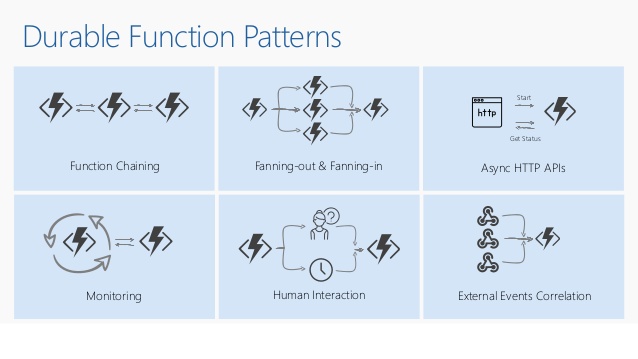 Durable Function Patterns
Function Chaining
Fanning-out & Fanning-in
http
Start
Get Status
Async HTTP APIs
Monitoring
?
Human Interaction
External Events Correlation